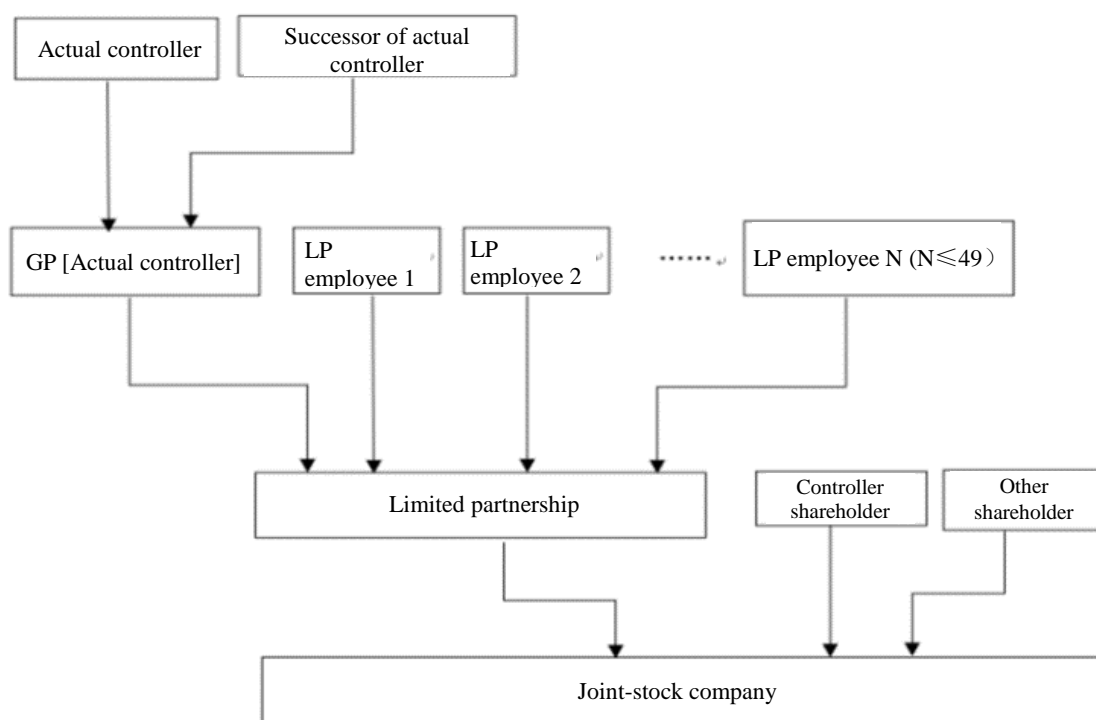 Actual controller
Successor of actual
controller
GP [Actual controller]
LP
employee 1
LP
employee 2
······
LP employee N (N≤49）
Limited partnership
Controller
shareholder
Other
shareholder
Joint-stock company